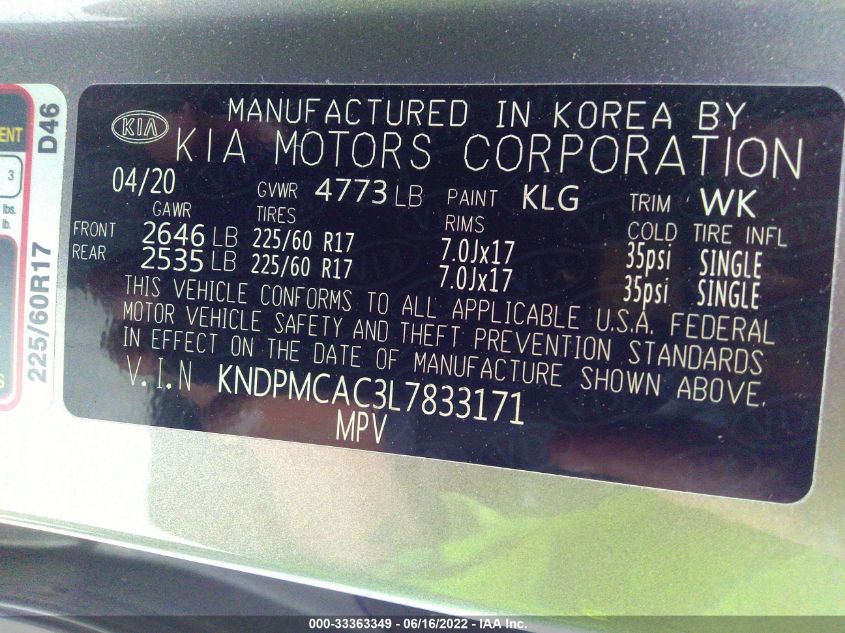 MANUFACTURED IN KOREA BY
KIA KIA MOTORS CORPORATION
04/20 GVWR 4773 LB PAINT KLG TRIM WK
GAWR TIRES RIMS COLD TIRE INFL
FRONT 2646 LB 225/60 R17 7.0Jx17 35psi SINGLE
REAR 2535 LB 225/60 R17 7.0Jx17 35psi SINGLE
THIS VEHICLE CONFORMS TO ALL APPLICABLE U.S.A. FEDERAL
MOTOR VEHICLE SAFETY AND THEFT PREVENTION STANDARDS
IN EFFECT ON THE DATE OF MANUFACTURE SHOWN ABOVE.
V.I.N KNDPMCAC3L7833171
MPV
D46
225/60R17
3
lbs.
lb.
000-33363349 - 06/16/2022 - IAA Inc.